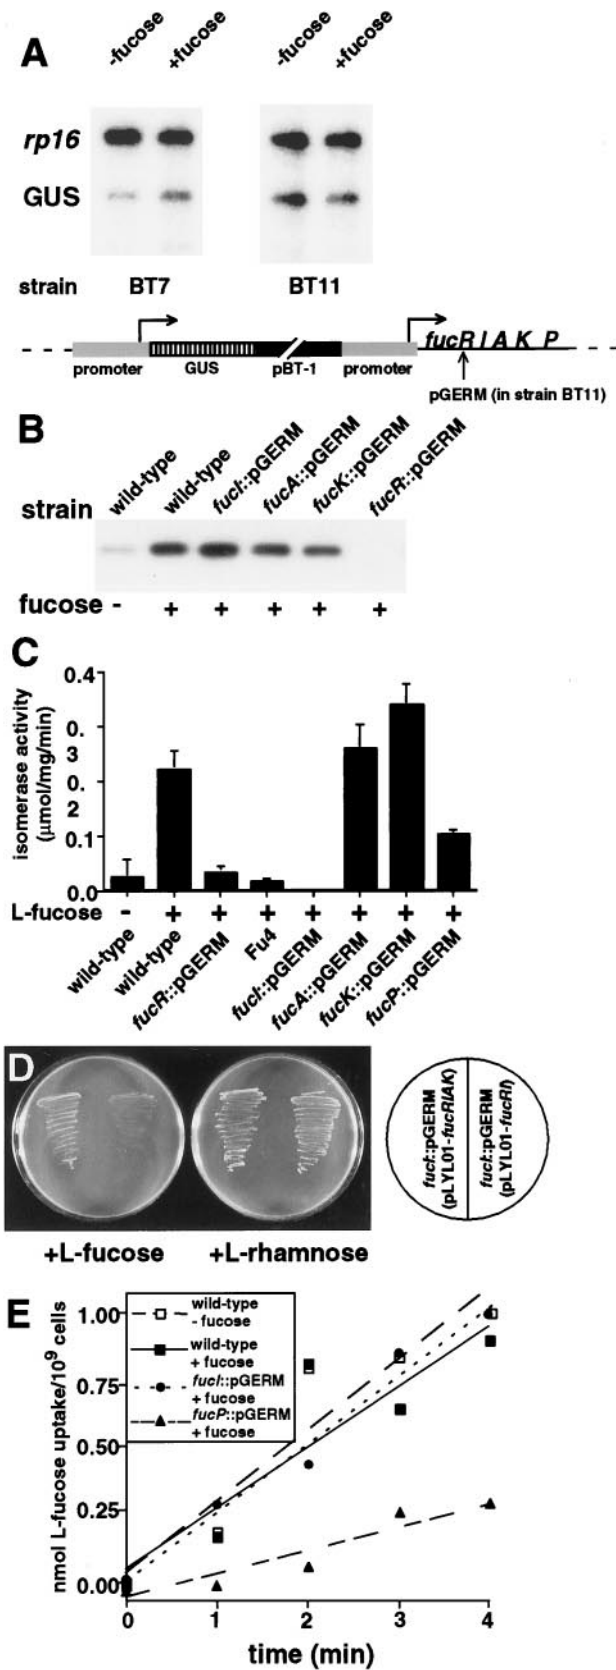 A
-fucose +fucose -fucose +fucose
rp16
GUS
strain BT7 BT11
fucR I A K P
promoter GUS pBT-1 promoter
pGERM (in strain BT11)
B
strain wild-type wild-type fucI::pGERM fucA::pGERM fucK::pGERM fucR::pGERM
fucose - + + + + +
C
isomerase activity
(µmol/mg/min)
0.4
0.
3
0.
2
0.1
0.0
L-fucose - + + + + + + +
wild-type wild-type fucR::pGERM Fu4 fucI::pGERM fucA::pGERM fucK::pGERM fucP::pGERM
D
+L-fucose +L-rhamnose
fucI::pGERM
(pLYL01-fucRIAK)
fucI::pGERM
(pLYL01-fucRI)
E
nmol L-fucose uptake/10⁹ cells
1.00
0.75
0.50
0.25
0.00
wild-type
- fucose
wild-type
+ fucose
fucI::pGERM
+ fucose
fucP::pGERM
+ fucose
0 1 2 3 4
time (min)